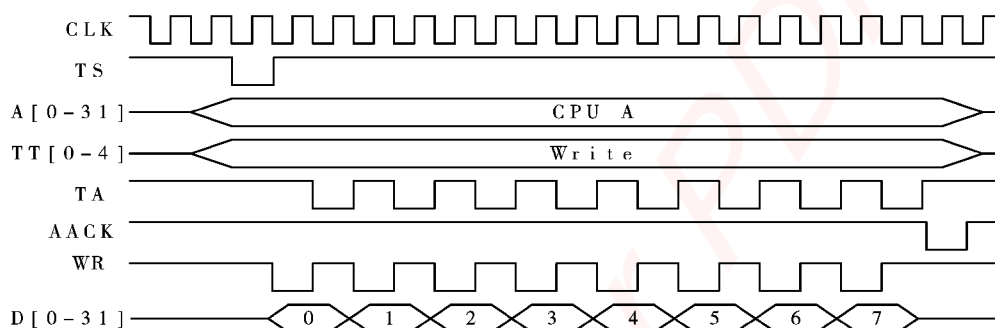 CLK
TS
A[0-31] CPU A
TT[0-4] Write
TA
AACK
WR
D[0-31] 0 1 2 3 4 5 6 7